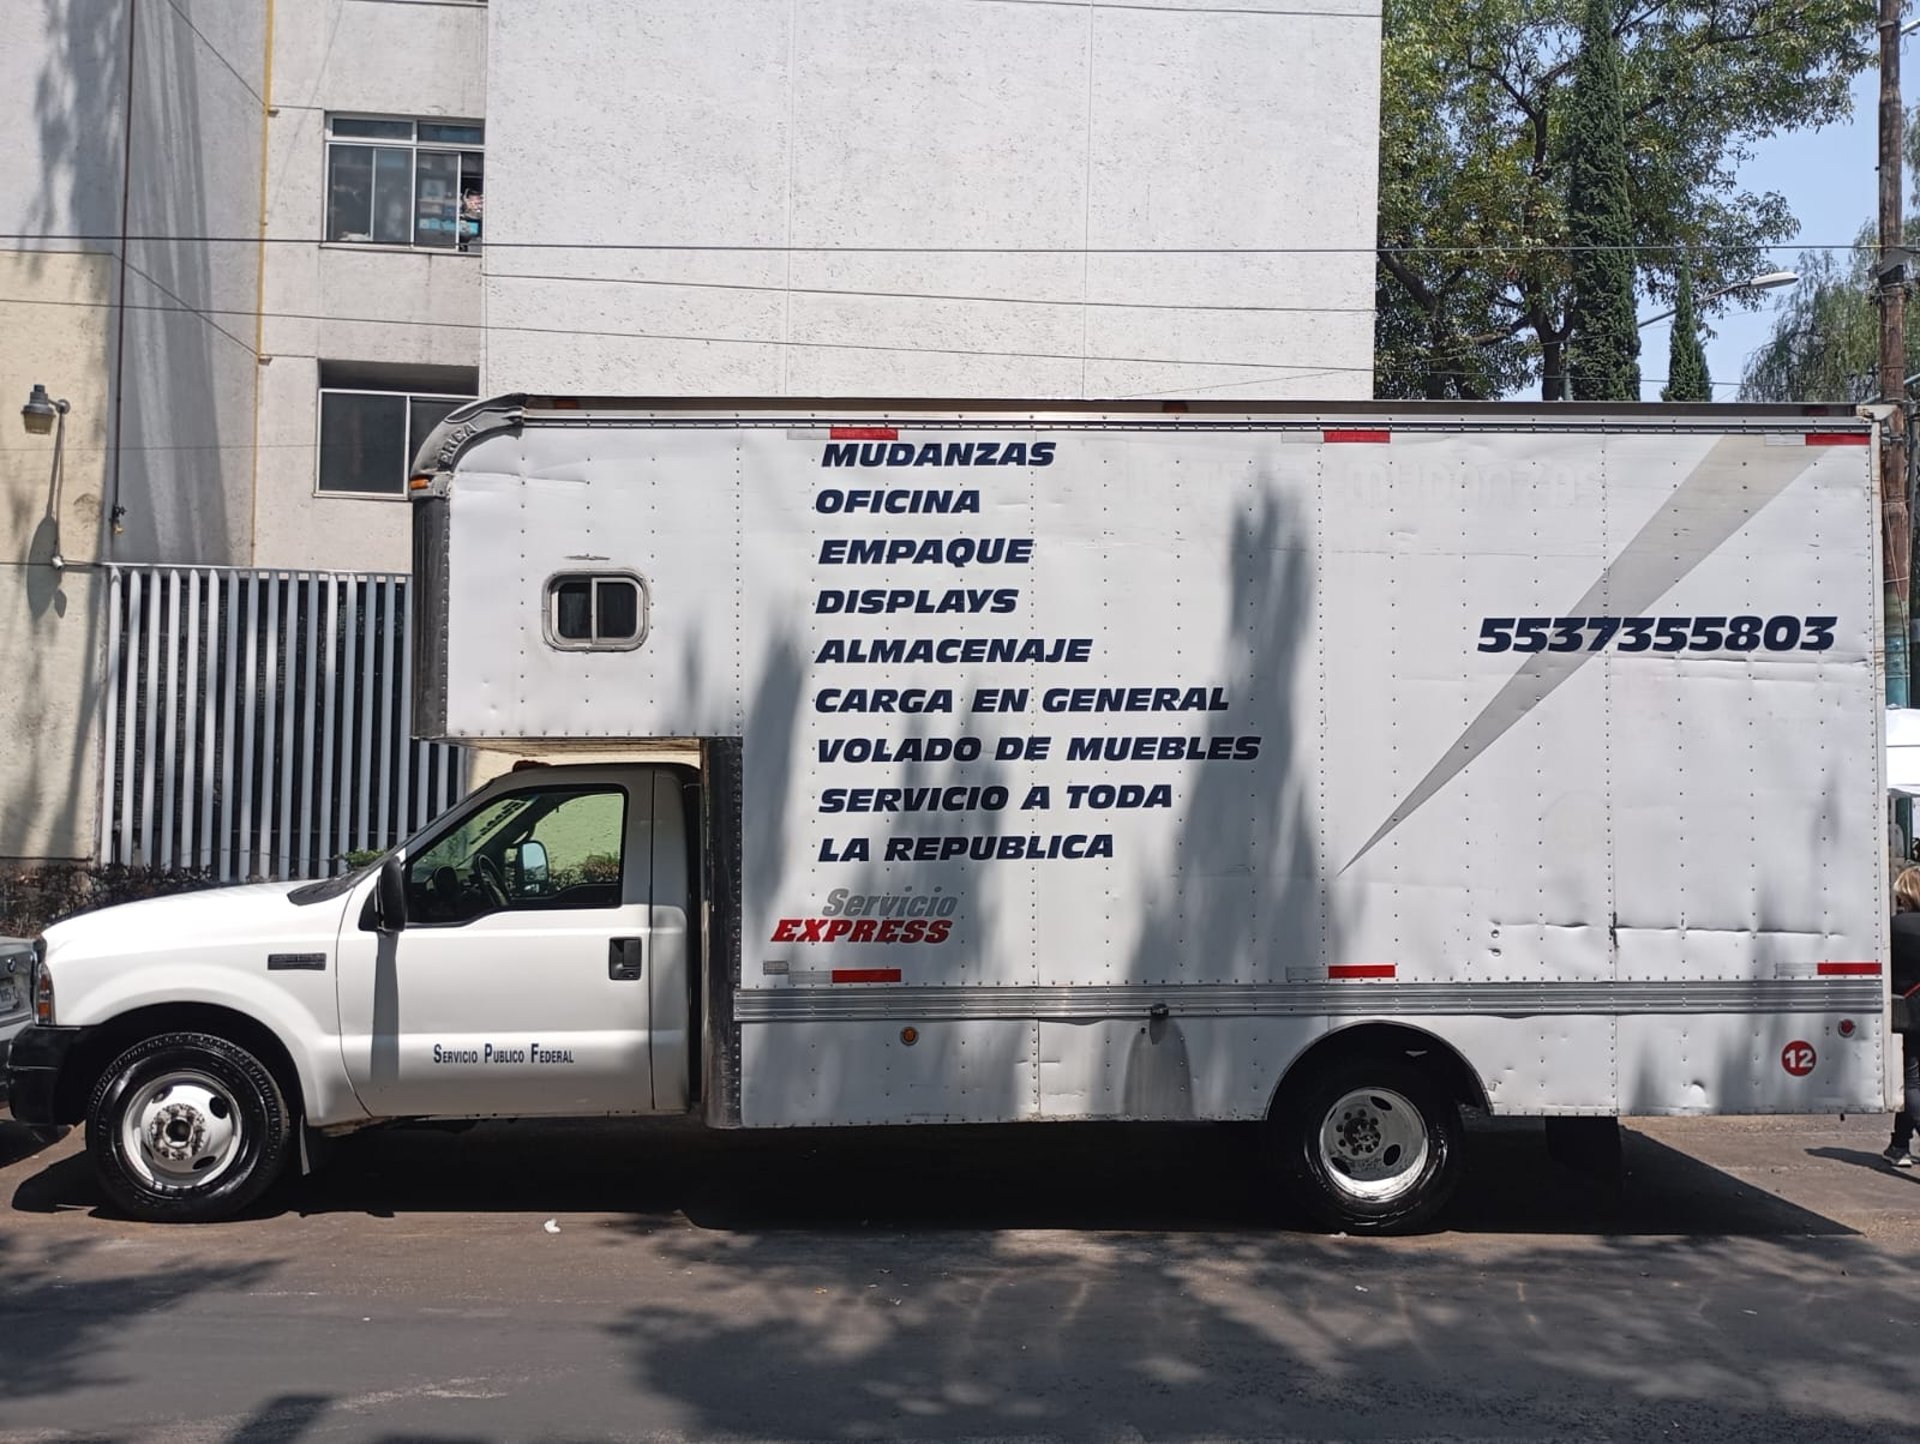 MUDANZAS
OFICINA
EMPAQUE
DISPLAYS
ALMACENAJE
CARGA EN GENERAL
VOLADO DE MUEBLES
SERVICIO A TODA
LA REPUBLICA
5537355803
Servicio
EXPRESS
SERVICIO PUBLICO FEDERAL
12